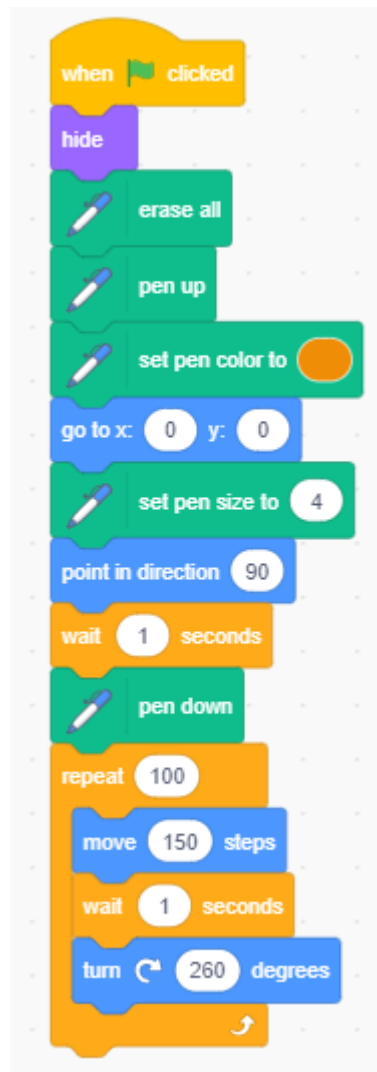 when clicked
hide
erase all
pen up
set pen color to
go to x: 0 y: 0
set pen size to 4
point in direction 90
wait 1 seconds
pen down
repeat 100
move 150 steps
wait 1 seconds
turn 260 degrees